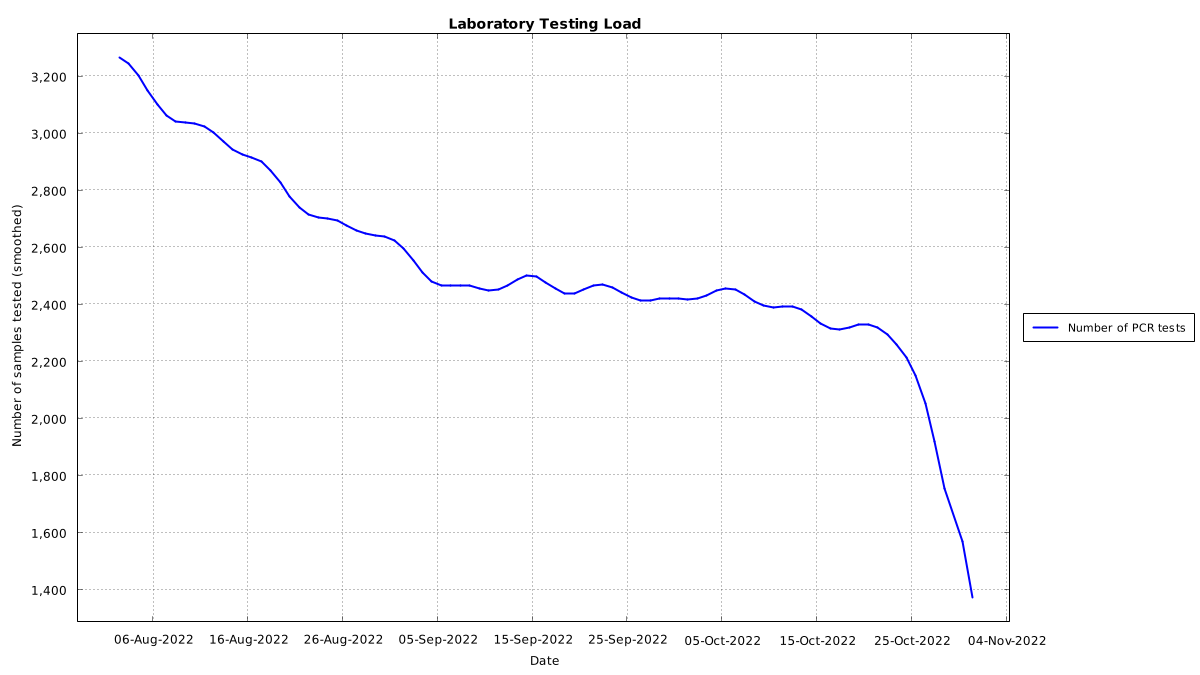 Laboratory Testing Load
Number of samples tested (smoothed)
3,200
3,000
2,800
2,600
2,400
2,200
2,000
1,800
1,600
1,400
06-Aug-2022 16-Aug-2022 26-Aug-2022 05-Sep-2022 15-Sep-2022 25-Sep-2022 05-Oct-2022 15-Oct-2022 25-Oct-2022 04-Nov-2022
Date
Number of PCR tests